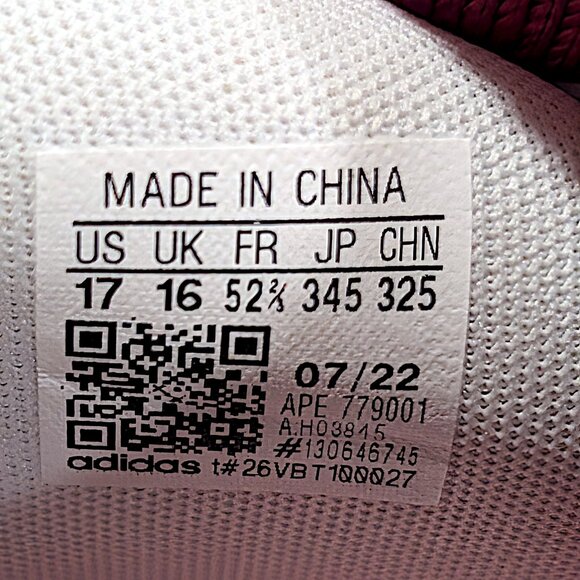 MADE IN CHINA
US UK FR JP CHN
17 16 52⅔ 345 325
07/22
APE 779001
A.H03845
#130646745
adidas t#26VBT100027